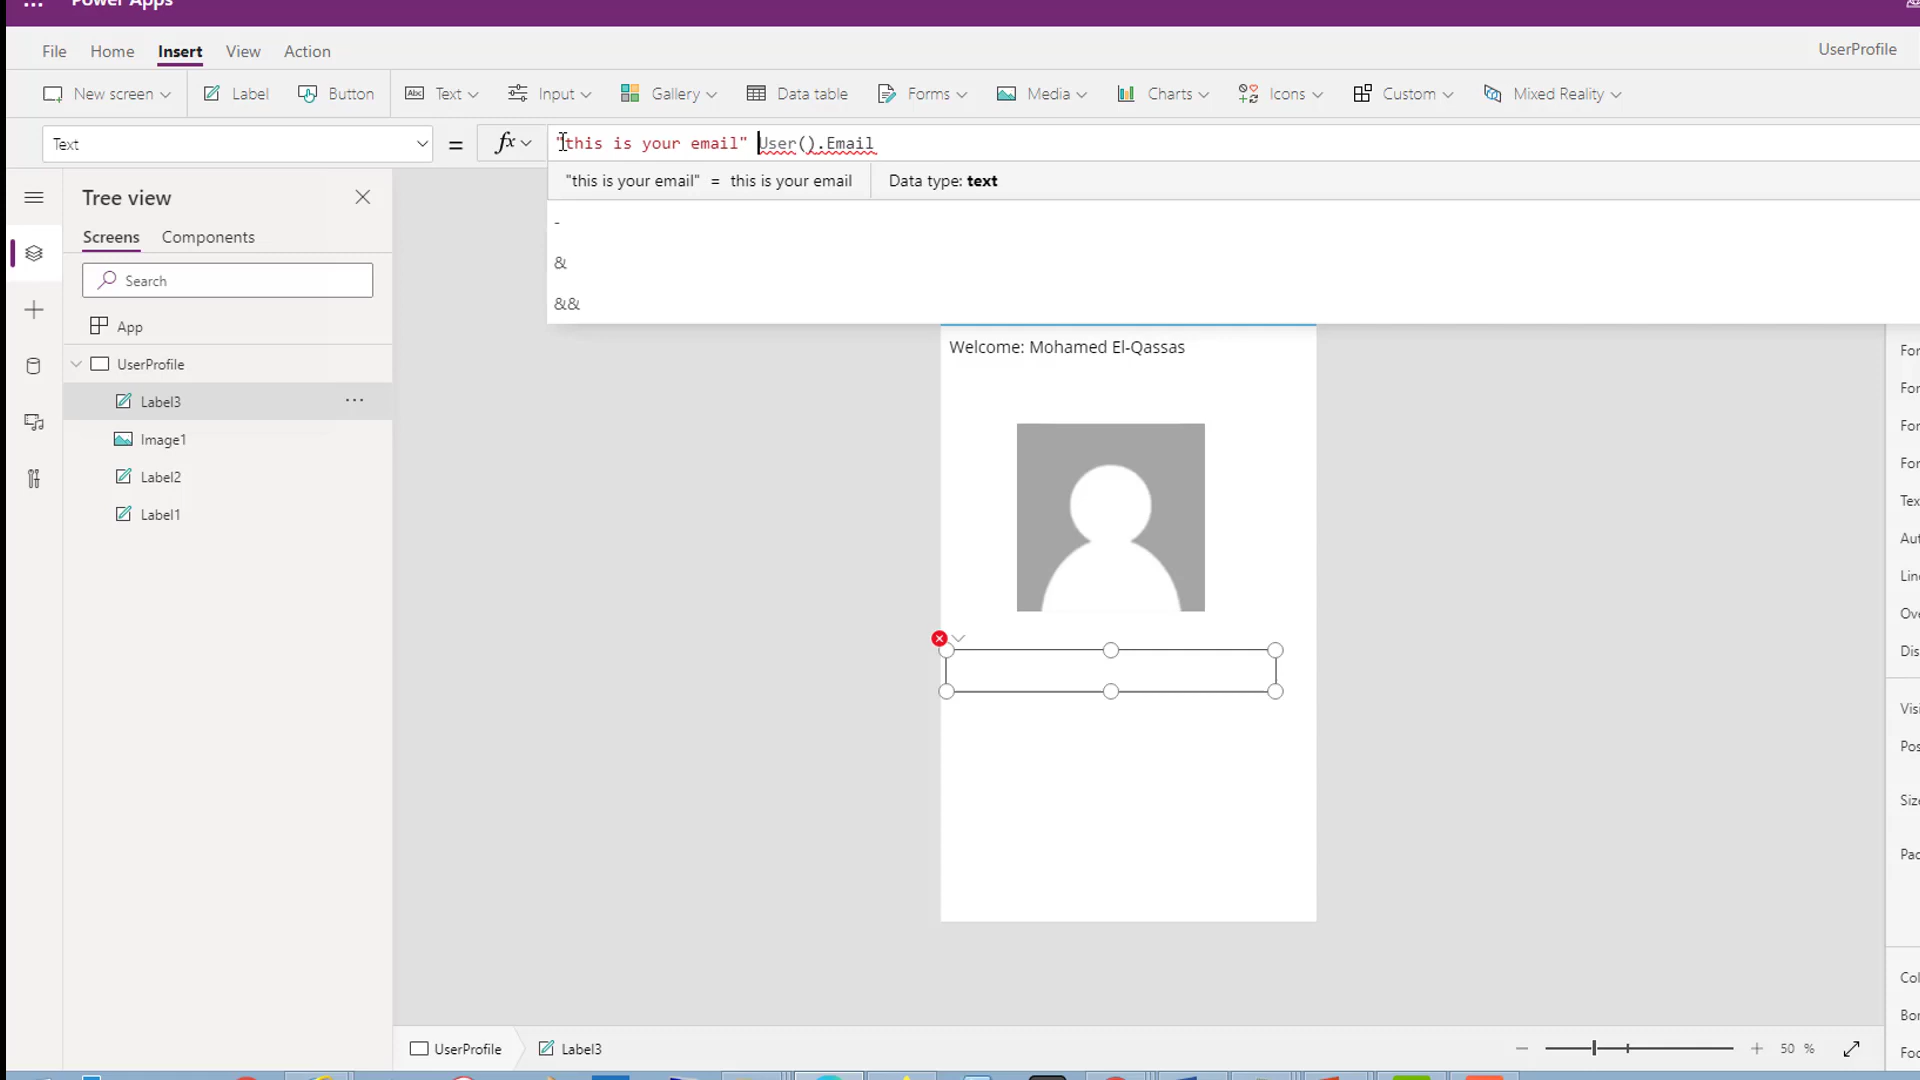 Power Apps
File Home Insert View Action UserProfile
New screen Label Button Abc Text Input Gallery Data table Forms Media Charts Icons Custom Mixed Reality
Text = fx "this is your email" User().Email
"this is your email" = this is your email Data type: text
-
&
&&
Tree view
Screens Components
Search
App
UserProfile
Label3 ...
Image1
Label2
Label1
Welcome: Mohamed El-Qassas
UserProfile Label3 50 %